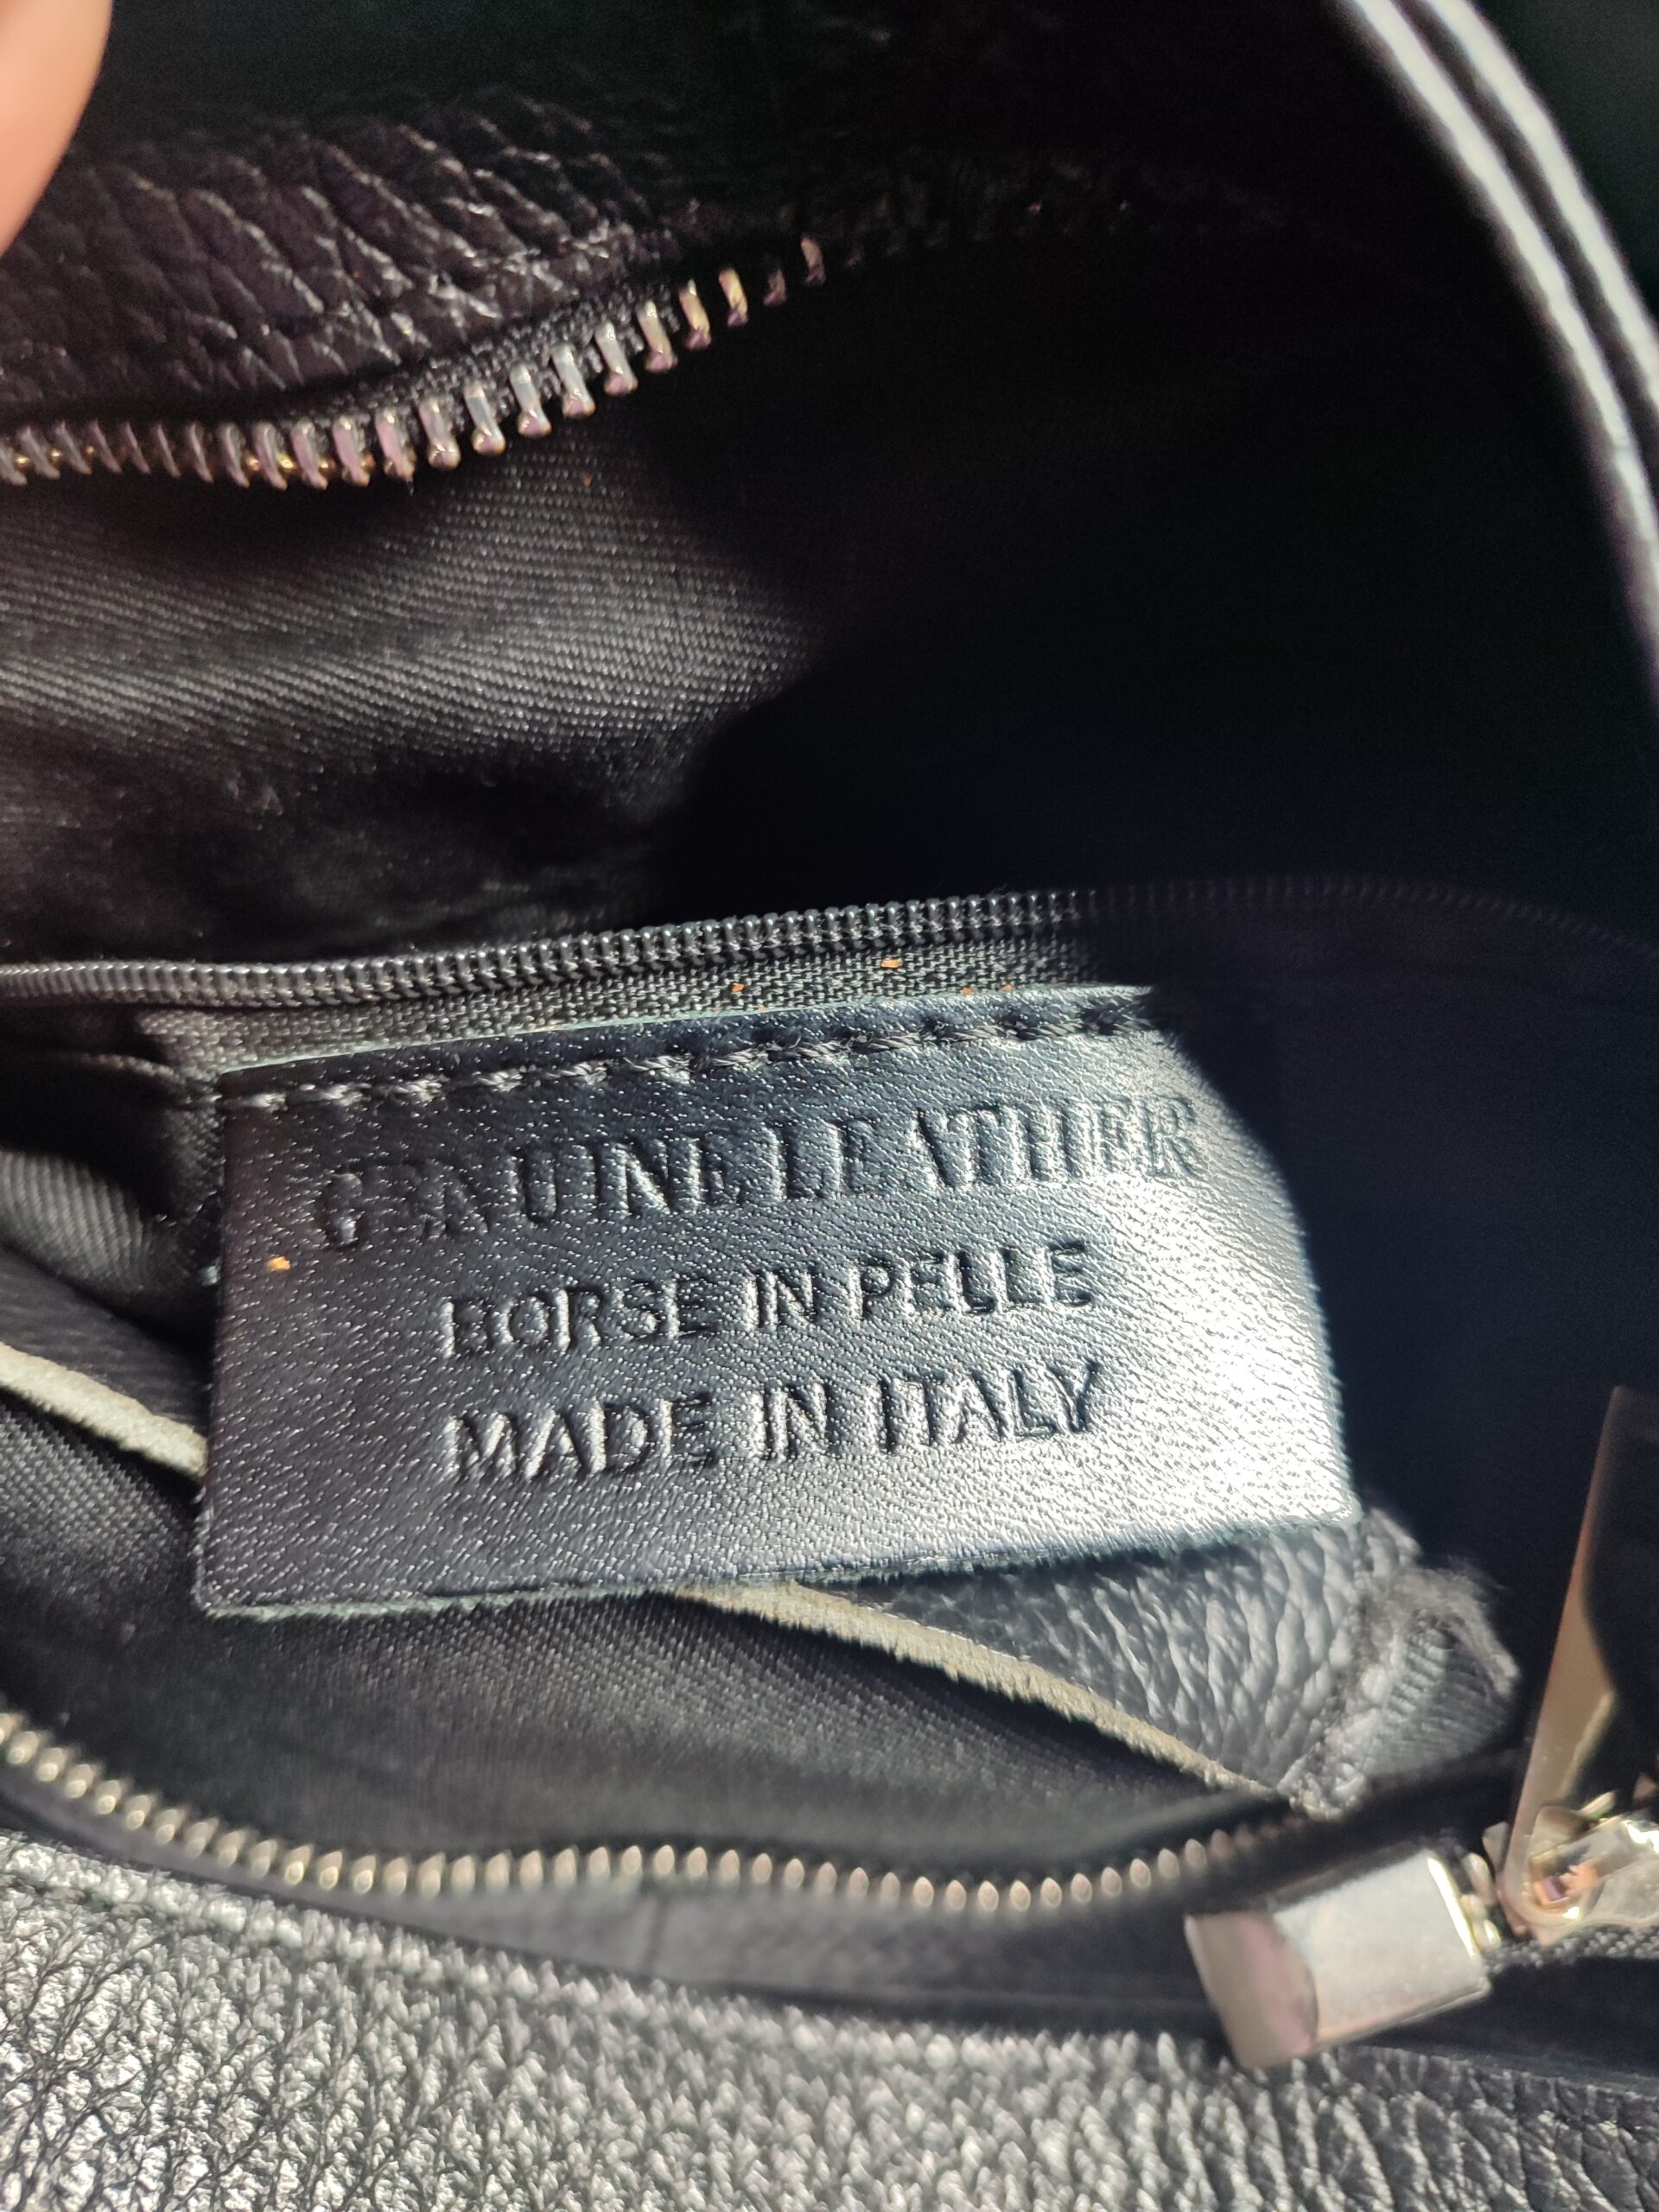 GENUINE LEATHER
BORSE IN PELLE
MADE IN ITALY